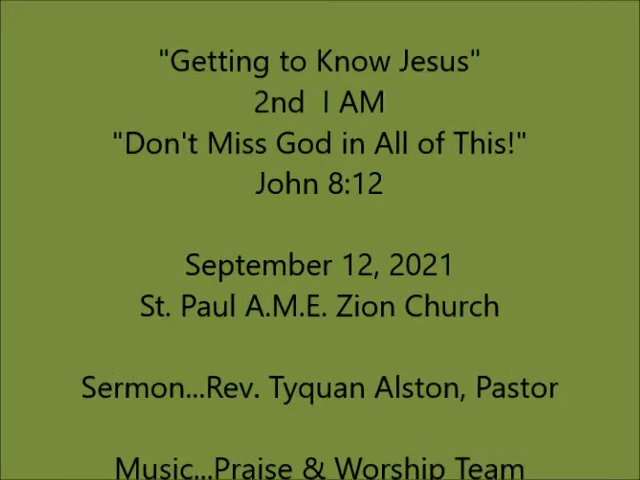 "Getting to Know Jesus"
2nd  I AM
"Don't Miss God in All of This!"
John 8:12
September 12, 2021
St. Paul A.M.E. Zion Church
Sermon...Rev. Tyquan Alston, Pastor
Music...Praise & Worship Team